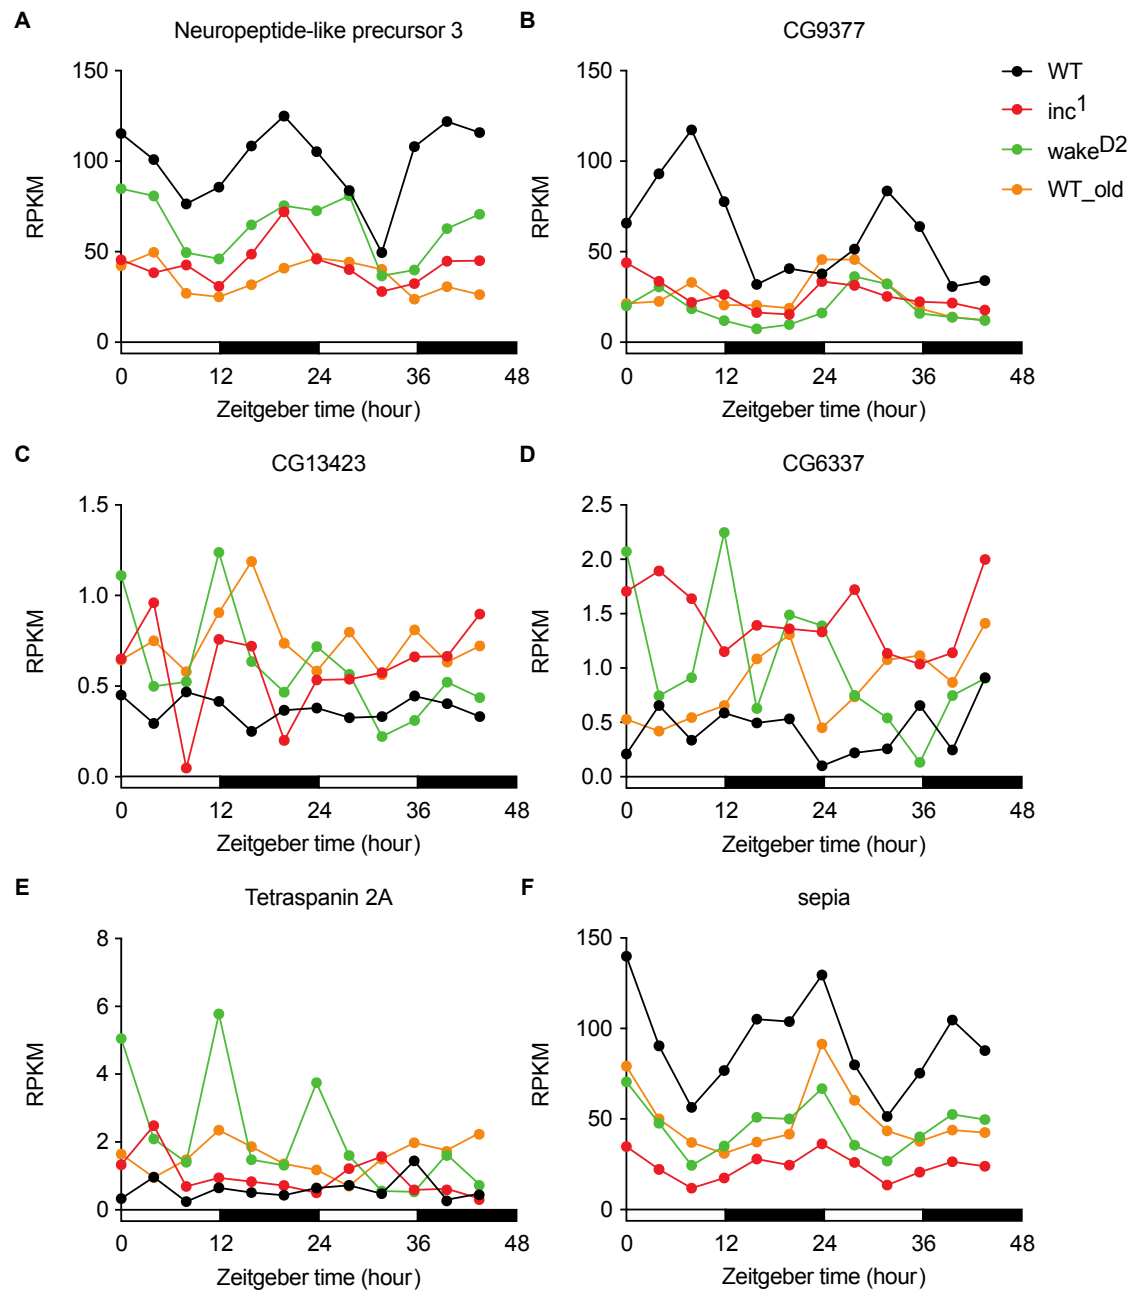 A
Neuropeptide-like precursor 3
150
100
50
0
RPKM
0 12 24 36 48
Zeitgeber time (hour)
B
CG9377
150
100
50
0
RPKM
0 12 24 36 48
Zeitgeber time (hour)
WT
inc1
wakeD2
WT_old
C
CG13423
1.5
1.0
0.5
0.0
RPKM
0 12 24 36 48
Zeitgeber time (hour)
D
CG6337
2.5
2.0
1.5
1.0
0.5
0.0
RPKM
0 12 24 36 48
Zeitgeber time (hour)
E
Tetraspanin 2A
8
6
4
2
0
RPKM
0 12 24 36 48
Zeitgeber time (hour)
F
sepia
150
100
50
0
RPKM
0 12 24 36 48
Zeitgeber time (hour)